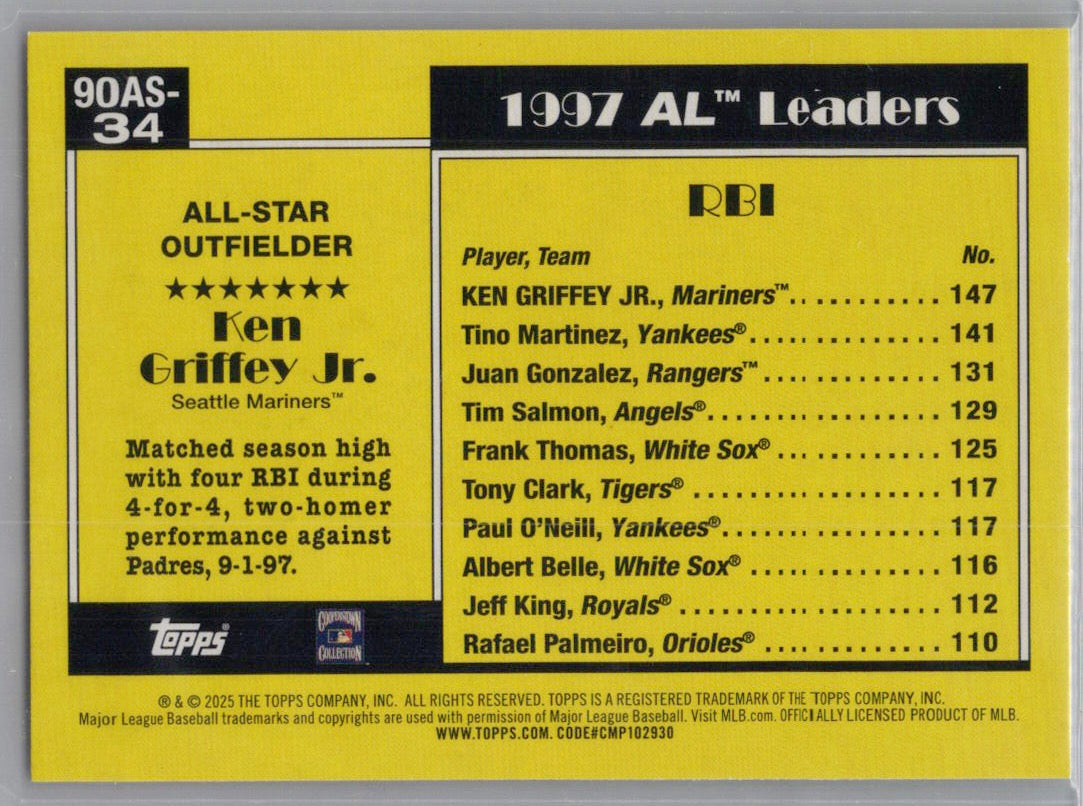 90AS-
34
ALL-STAR
OUTFIELDER
★★★★★★★
Ken
Griffey Jr.
Seattle Mariners™
Matched season high
with four RBI during
4-for-4, two-homer
performance against
Padres, 9-1-97.
topps®
COOPERSTOWN
COLLECTION
1997 AL™ Leaders
RBI
Player, Team No.
KEN GRIFFEY JR., Mariners™. . . . . . . . . . . . . 147
Tino Martinez, Yankees®. . . . . . . . . . . . . . . . 141
Juan Gonzalez, Rangers™ . . . . . . . . . . . . . . . 131
Tim Salmon, Angels®. . . . . . . . . . . . . . . . . . . 129
Frank Thomas, White Sox® . . . . . . . . . . . . . . 125
Tony Clark, Tigers® . . . . . . . . . . . . . . . . . . . . 117
Paul O'Neill, Yankees®. . . . . . . . . . . . . . . . . . 117
Albert Belle, White Sox® . . . . . . . . . . . . . . . . 116
Jeff King, Royals® . . . . . . . . . . . . . . . . . . . . . 112
Rafael Palmeiro, Orioles® . . . . . . . . . . . . . . . 110
® & © 2025 THE TOPPS COMPANY, INC. ALL RIGHTS RESERVED. TOPPS IS A REGISTERED TRADEMARK OF THE TOPPS COMPANY, INC.
Major League Baseball trademarks and copyrights are used with permission of Major League Baseball. Visit MLB.com. OFFICIALLY LICENSED PRODUCT OF MLB.
WWW.TOPPS.COM. CODE#CMP102930